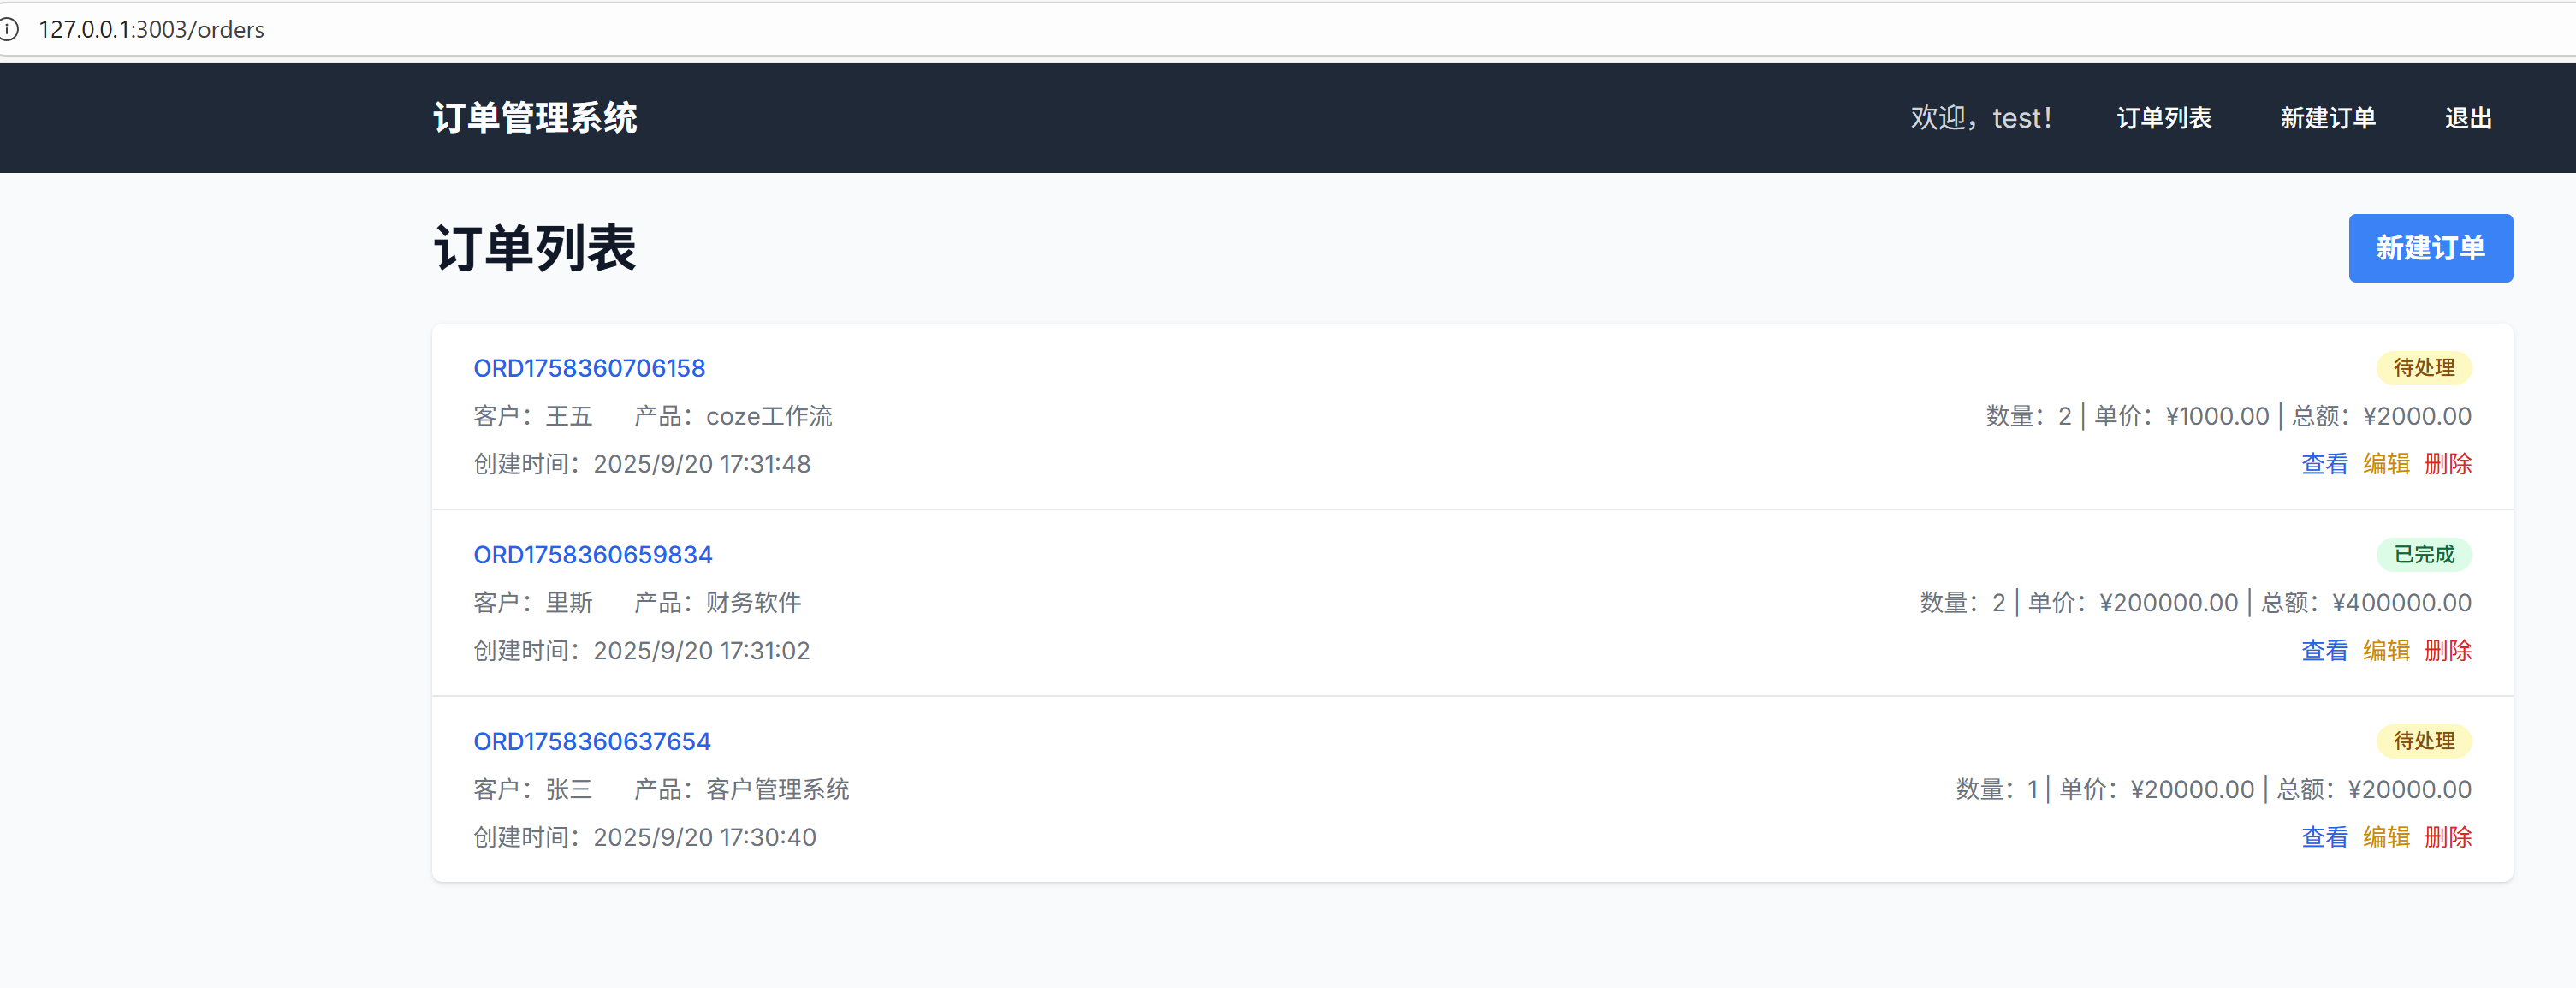 127.0.0.1:3003/orders
订单管理系统 欢迎，test！ 订单列表 新建订单 退出
订单列表 新建订单
ORD1758360706158 待处理
客户：王五 产品：coze工作流 数量：2 | 单价：¥1000.00 | 总额：¥2000.00
创建时间：2025/9/20 17:31:48 查看 编辑 删除
ORD1758360659834 已完成
客户：里斯 产品：财务软件 数量：2 | 单价：¥200000.00 | 总额：¥400000.00
创建时间：2025/9/20 17:31:02 查看 编辑 删除
ORD1758360637654 待处理
客户：张三 产品：客户管理系统 数量：1 | 单价：¥20000.00 | 总额：¥20000.00
创建时间：2025/9/20 17:30:40 查看 编辑 删除